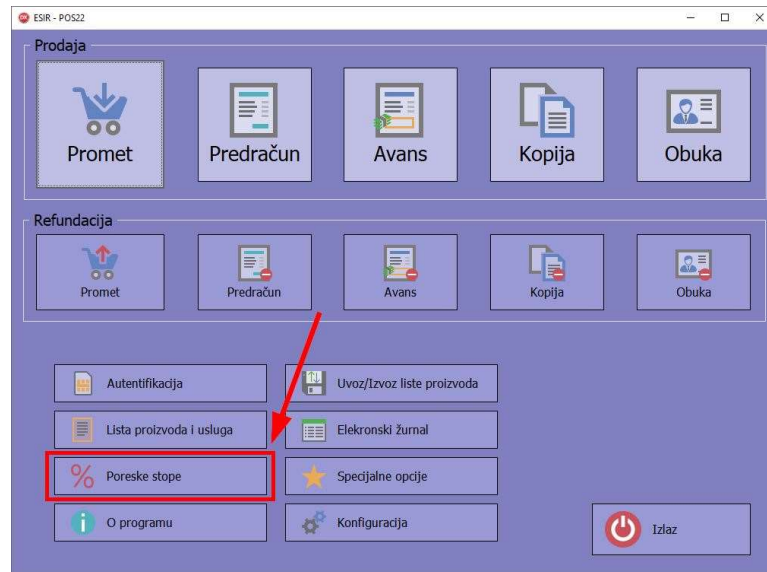 ESIR - POS22
Prodaja
Promet
Predračun
Avans
Kopija
Obuka
Refundacija
Promet
Predračun
Avans
Kopija
Obuka
Autentifikacija
Uvoz/Izvoz liste proizvoda
Lista proizvoda i usluga
Elekronski žurnal
% Poreske stope
Specijalne opcije
i O programu
Konfiguracija
Izlaz